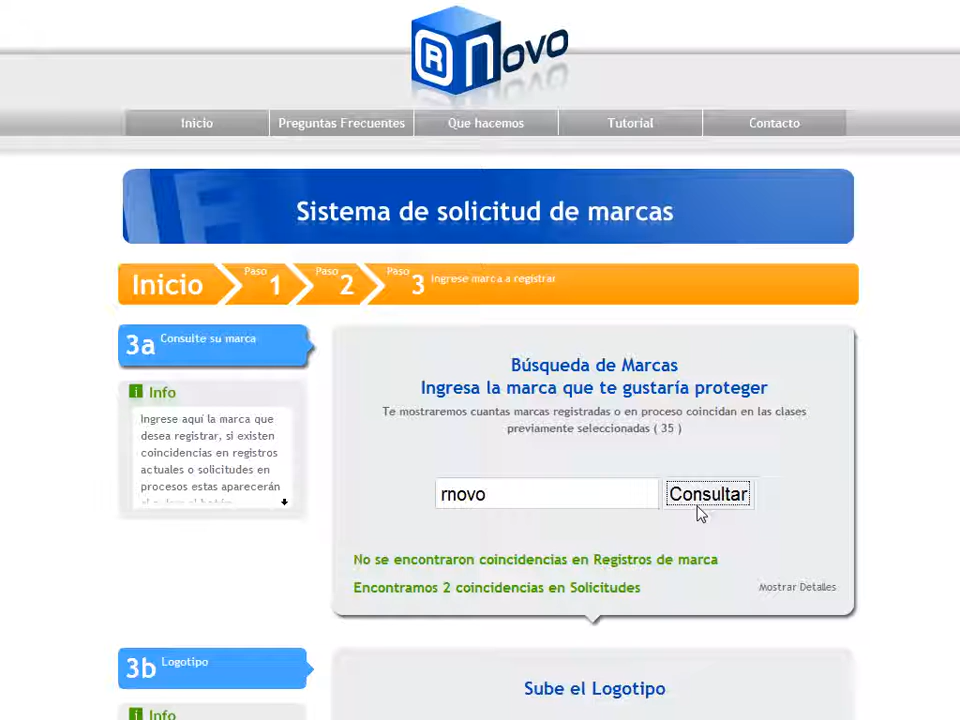 R novo
Inicio Preguntas Frecuentes Que hacemos Tutorial Contacto
Sistema de solicitud de marcas
Inicio Paso 1 Paso 2 Paso 3 Ingrese marca a registrar
3a Consulte su marca
i Info
Ingrese aquí la marca que
desea registrar, si existen
coincidencias en registros
actuales o solicitudes en
procesos estas aparecerán
Búsqueda de Marcas
Ingresa la marca que te gustaría proteger
Te mostraremos cuantas marcas registradas o en proceso coincidan en las clases
previamente seleccionadas ( 35 )
rnovo Consultar
No se encontraron coincidencias en Registros de marca
Encontramos 2 coincidencias en Solicitudes Mostrar Detalles
3b Logotipo
i Info
Sube el Logotipo